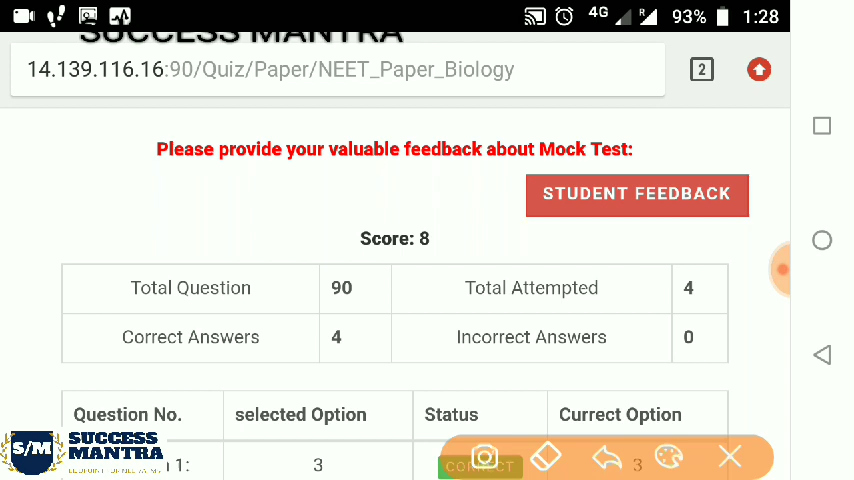 4G R 93% 1:28
SUCCESS MANTRA
14.139.116.16:90/Quiz/Paper/NEET_Paper_Biology
2
Please provide your valuable feedback about Mock Test:
STUDENT FEEDBACK
Score: 8
Total Question 90 Total Attempted 4
Correct Answers 4 Incorrect Answers 0
Question No. selected Option Status Currect Option
1: 3 CORRECT 3
S/M SUCCESS
MANTRA